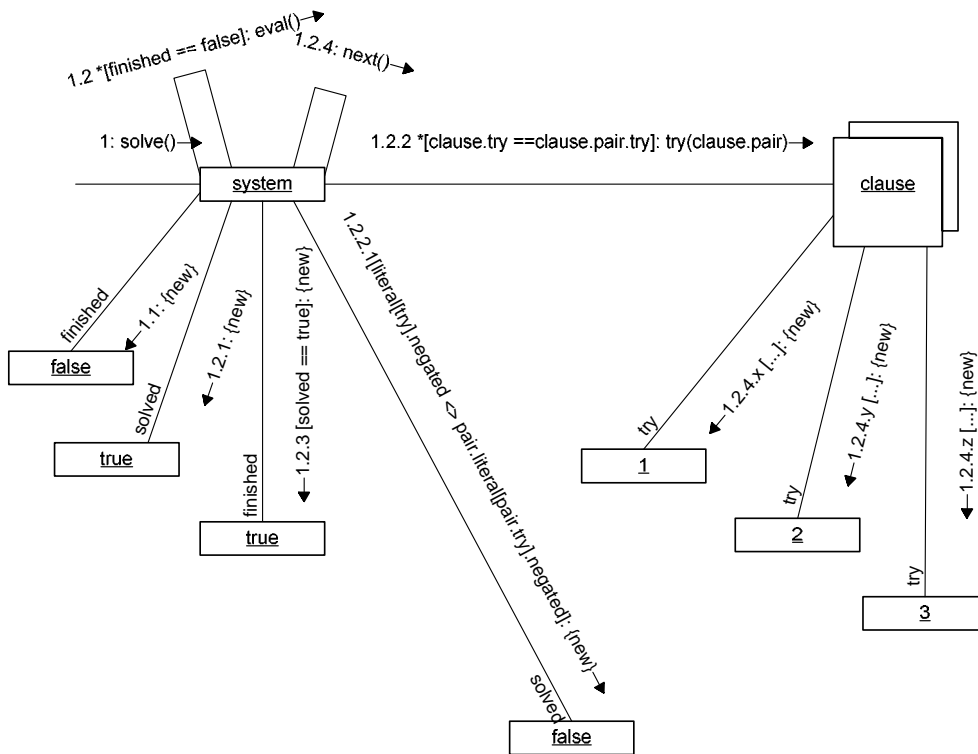 1.2 *[finished == false]: eval()
1.2.4: next()
1: solve()
1.2.2 *[clause.try ==clause.pair.try]: try(clause.pair)
system
clause
finished
1.1: {new}
solved
1.2.1: {new}
finished
1.2.3 [solved == true]: {new}
1.2.2.1[literal[try].negated <> pair.literal[pair.try].negated]: {new}
solved
try
1.2.4.x [...]: {new}
try
1.2.4.y [...]: {new}
try
1.2.4.z [...]: {new}
false
true
true
1
2
3
false